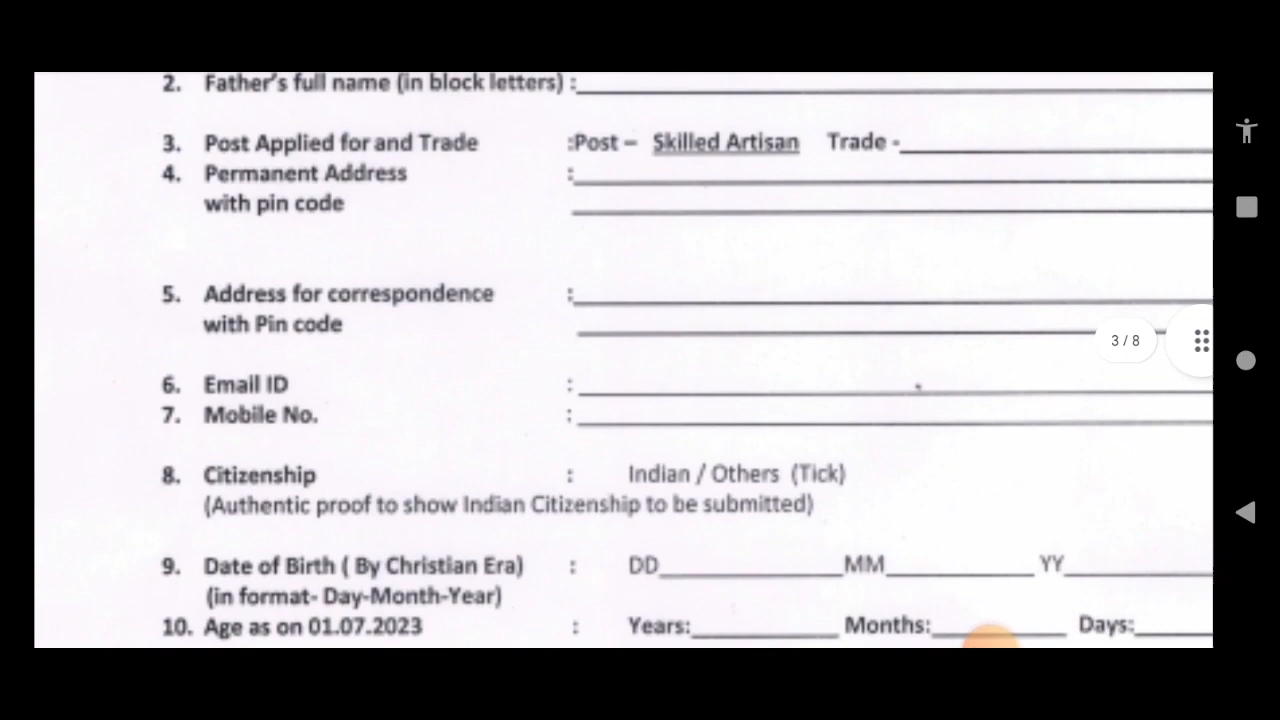 2. Father's full name (in block letters) :
3. Post Applied for and Trade :Post – Skilled Artisan Trade -
4. Permanent Address :
with pin code
5. Address for correspondence :
with Pin code
3 / 8
6. Email ID :
7. Mobile No. :
8. Citizenship : Indian / Others (Tick)
(Authentic proof to show Indian Citizenship to be submitted)
9. Date of Birth ( By Christian Era) : DD MM YY
(in format- Day-Month-Year)
10. Age as on 01.07.2023 : Years: Months: Days: